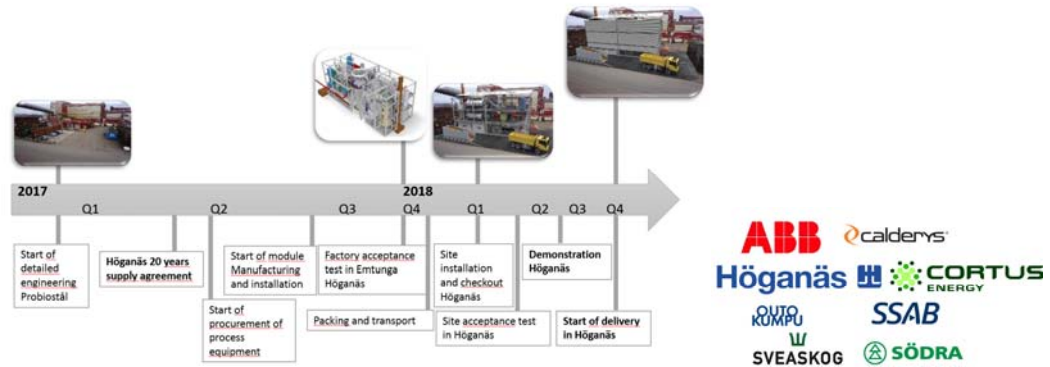 2017
2018
Q1
Q2
Q3
Q4
Q1
Q2
Q3
Q4
Start of
detailed
engineering
Probiostål
Höganäs 20 years
supply agreement
Start of
procurement of
process
equipment
Start of module
Manufacturing
and installation
Factory acceptance
test in Emtunga
Höganäs
Packing and transport
Site
installation
and checkout
Höganäs
Site acceptance test
in Höganäs
Demonstration
Höganäs
Start of delivery
in Höganäs
ABB
calderys
Höganäs
CORTUS
ENERGY
OUTO
KUMPU
SSAB
SVEASKOG
SÖDRA